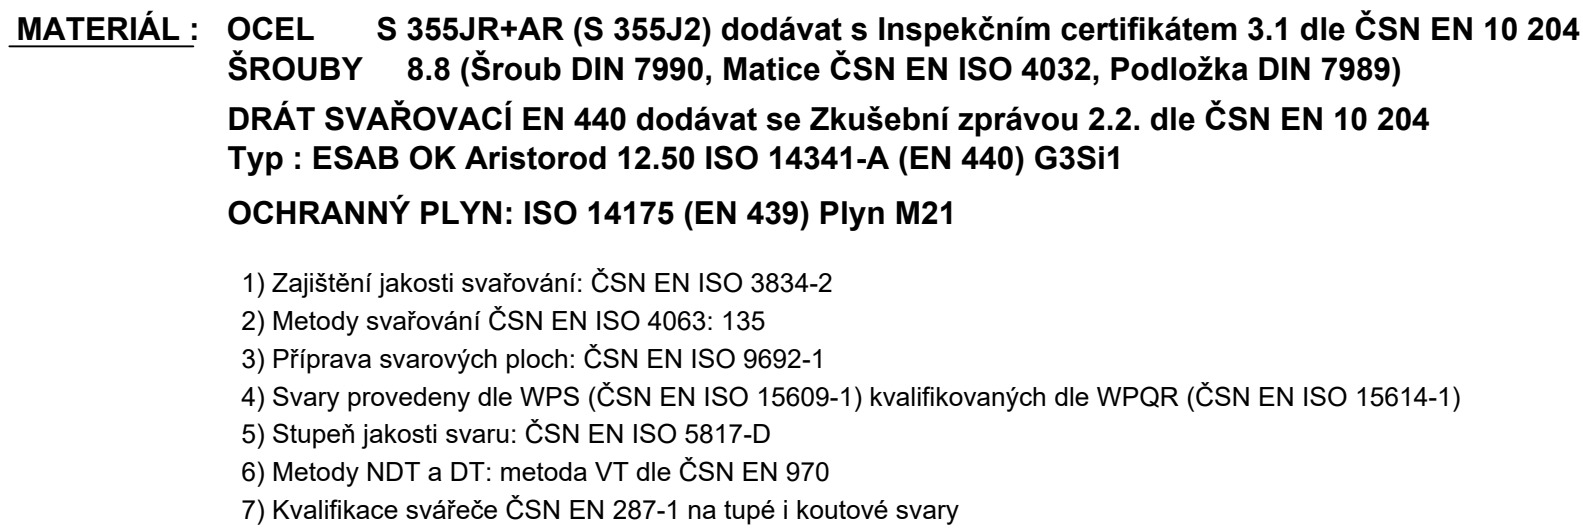 MATERIÁL : OCEL S 355JR+AR (S 355J2) dodávat s Inspekčním certifikátem 3.1 dle ČSN EN 10 204
ŠROUBY 8.8 (Šroub DIN 7990, Matice ČSN EN ISO 4032, Podložka DIN 7989)
DRÁT SVAŘOVACÍ EN 440 dodávat se Zkušební zprávou 2.2. dle ČSN EN 10 204
Typ : ESAB OK Aristorod 12.50 ISO 14341-A (EN 440) G3Si1
OCHRANNÝ PLYN: ISO 14175 (EN 439) Plyn M21
1) Zajištění jakosti svařování: ČSN EN ISO 3834-2
2) Metody svařování ČSN EN ISO 4063: 135
3) Příprava svarových ploch: ČSN EN ISO 9692-1
4) Svary provedeny dle WPS (ČSN EN ISO 15609-1) kvalifikovaných dle WPQR (ČSN EN ISO 15614-1)
5) Stupeň jakosti svaru: ČSN EN ISO 5817-D
6) Metody NDT a DT: metoda VT dle ČSN EN 970
7) Kvalifikace svářeče ČSN EN 287-1 na tupé i koutové svary